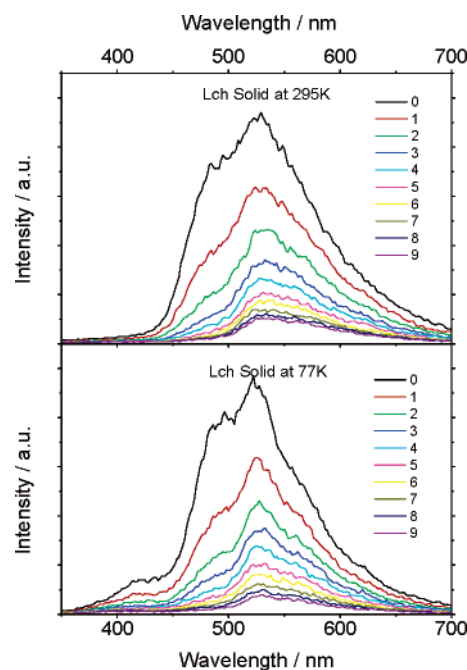 Wavelength / nm
400 500 600 700
Lch Solid at 295K
Intensity / a.u.
0
1
2
3
4
5
6
7
8
9
Lch Solid at 77K
Intensity / a.u.
0
1
2
3
4
5
6
7
8
9
400 500 600 700
Wavelength / nm